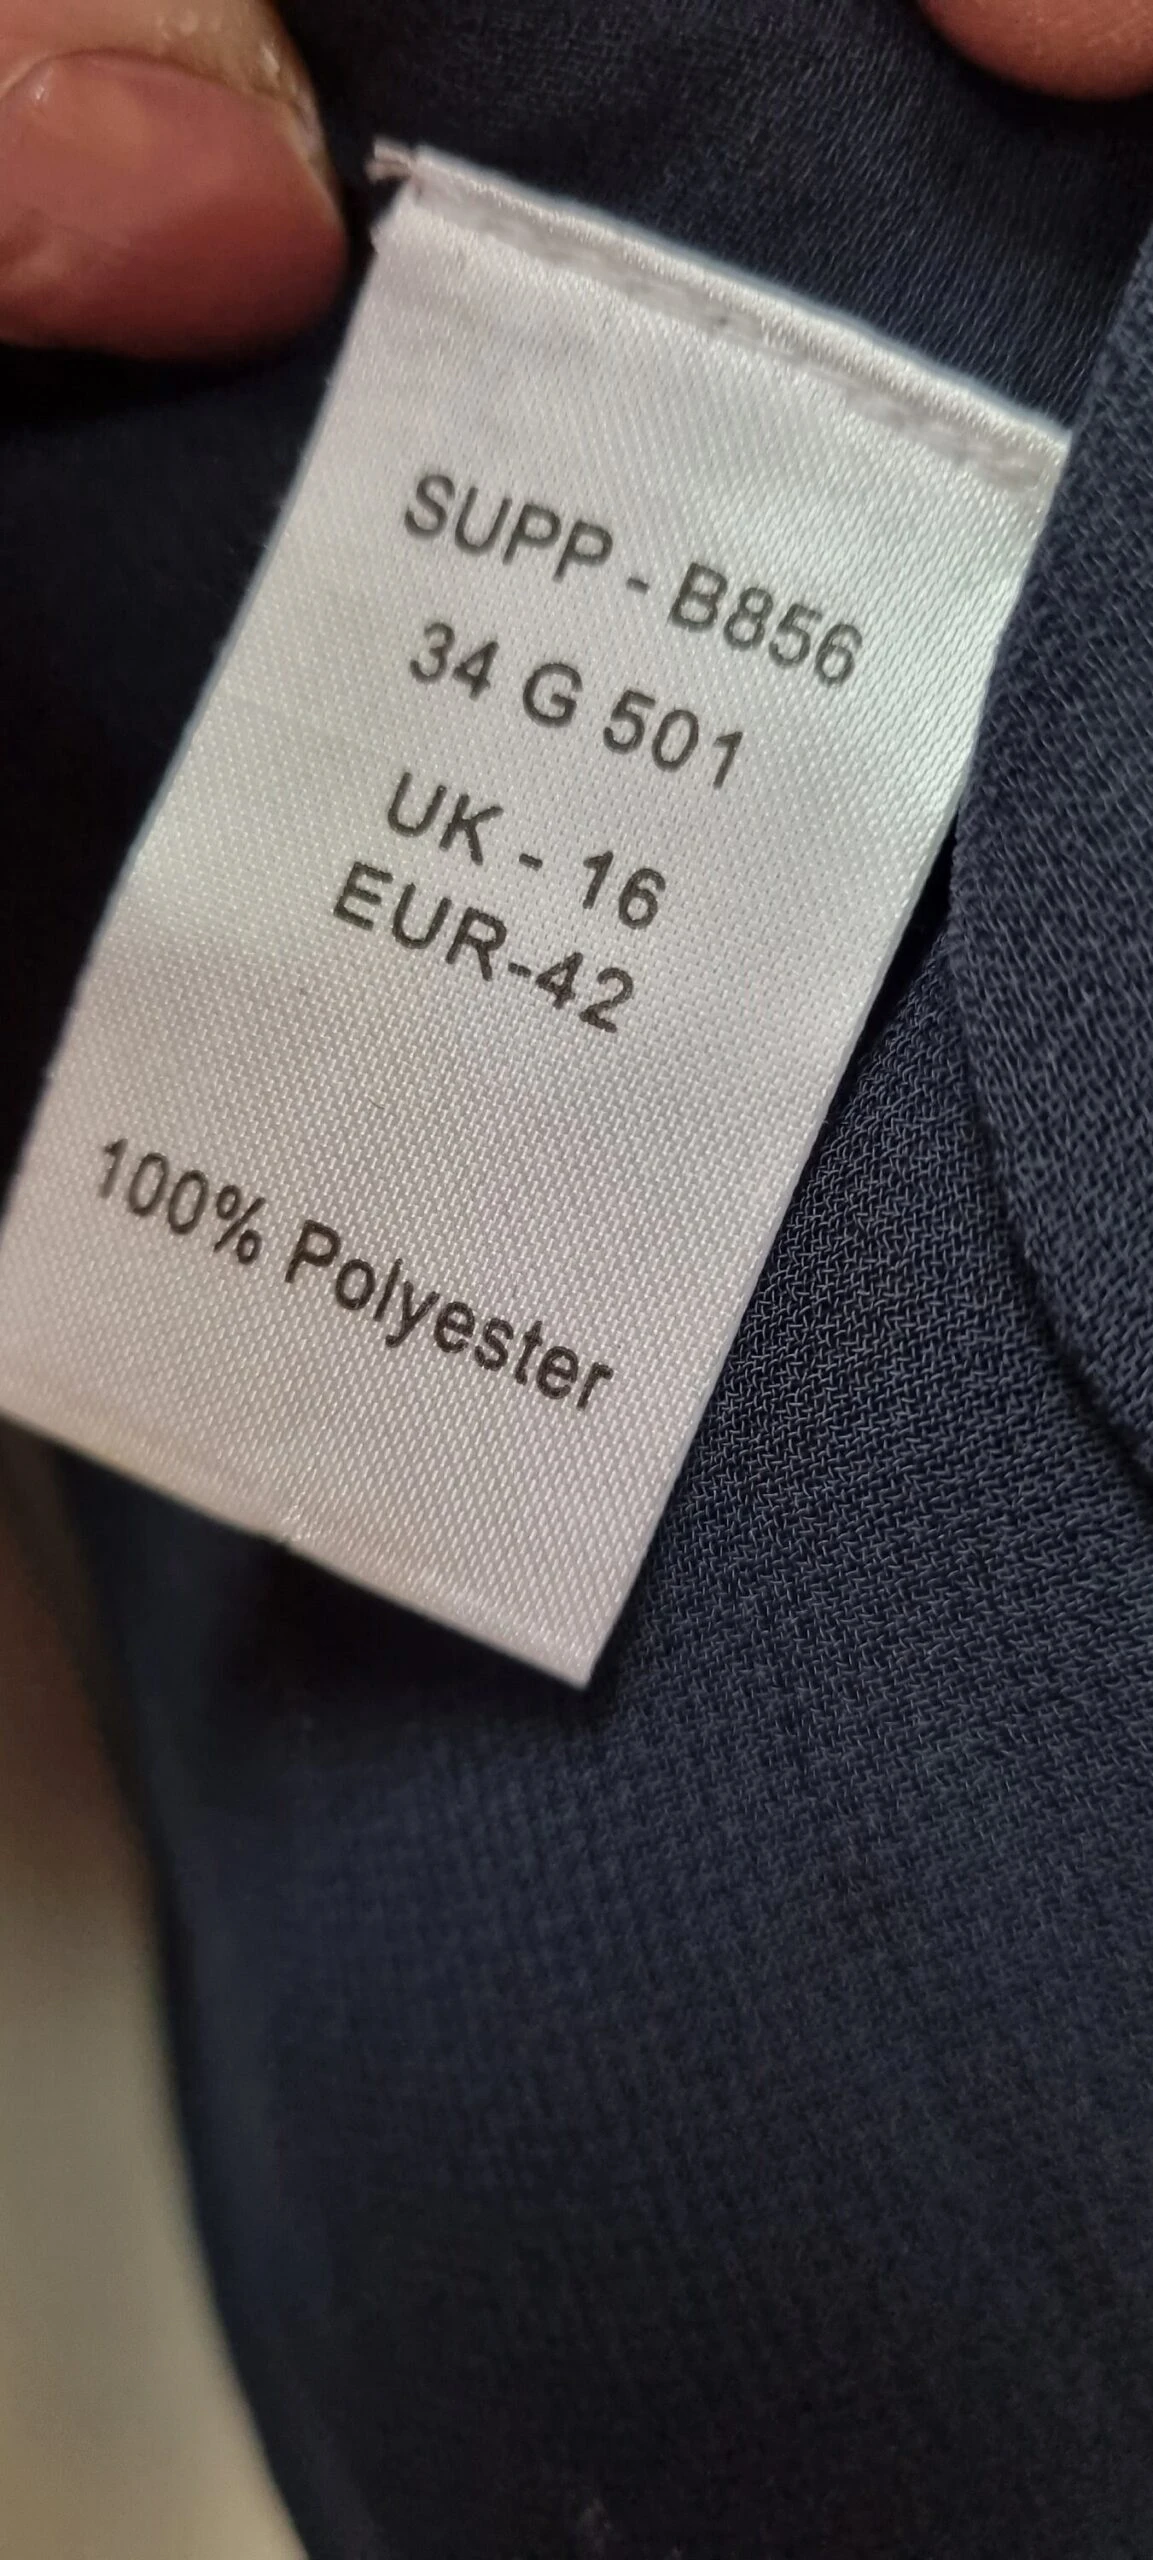 SUPP - B856
34 G 501
UK - 16
EUR-42
100% Polyester